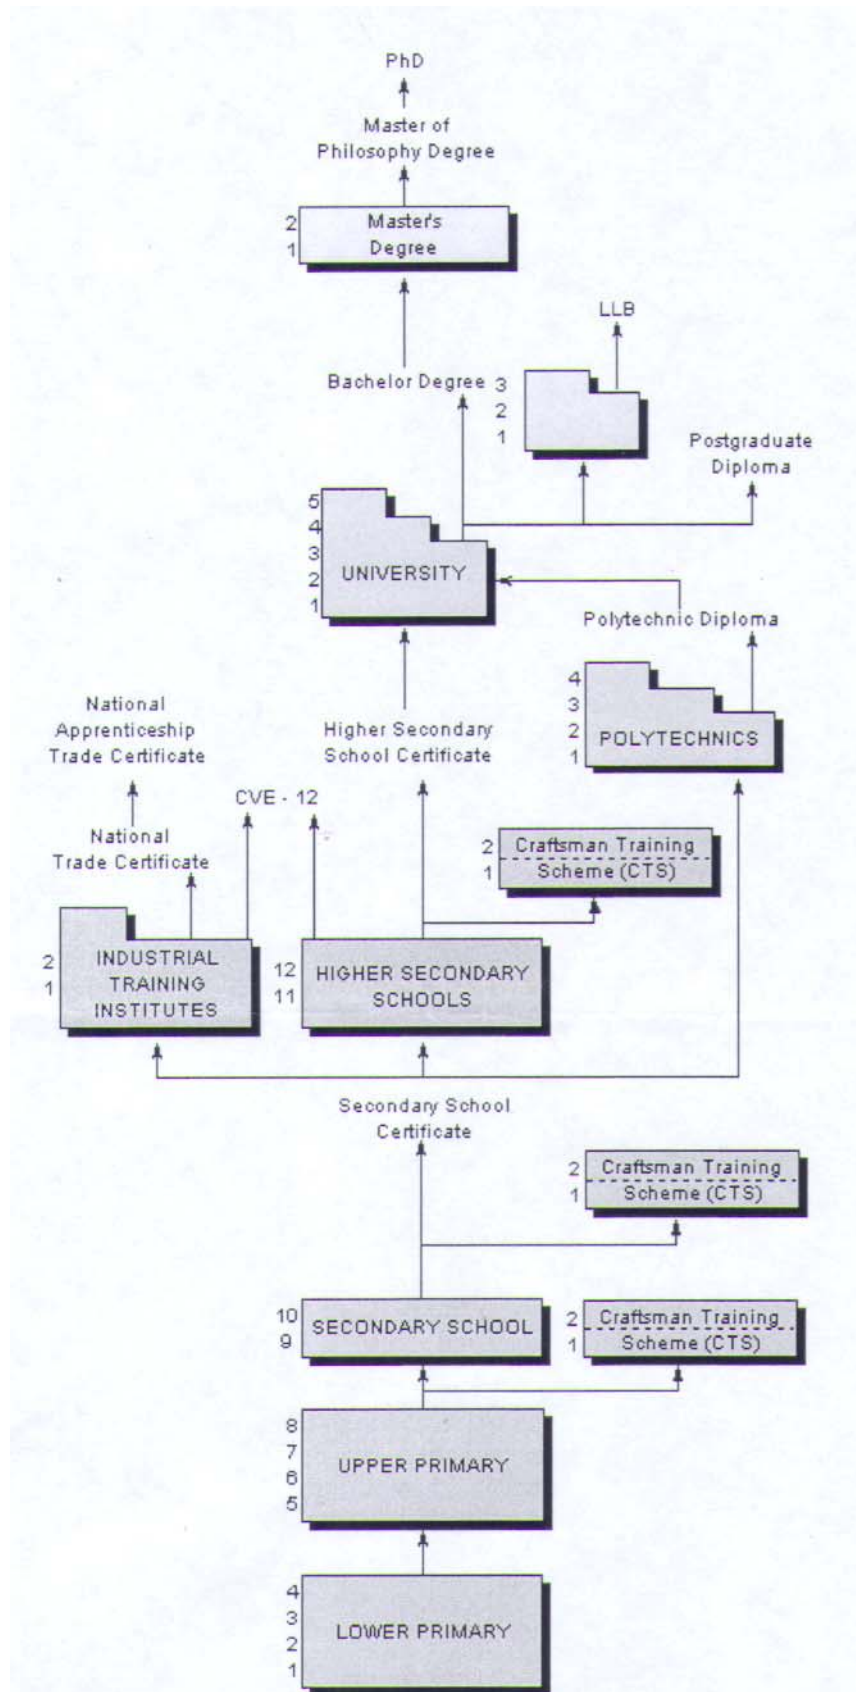 PhD
Master of
Philosophy Degree
2
1
Master's
Degree
LLB
Bachelor Degree
3
2
1
Postgraduate
Diploma
5
4
3
2
1
UNIVERSITY
Polytechnic Diploma
4
3
2
1
POLYTECHNICS
National
Apprenticeship
Trade Certificate
Higher Secondary
School Certificate
CVE - 12
National
Trade Certificate
2
1
Craftsman Training
Scheme (CTS)
2
1
INDUSTRIAL
TRAINING
INSTITUTES
12
11
HIGHER SECONDARY
SCHOOLS
Secondary School
Certificate
2
1
Craftsman Training
Scheme (CTS)
10
9
SECONDARY SCHOOL
2
1
Craftsman Training
Scheme (CTS)
8
7
6
5
UPPER PRIMARY
4
3
2
1
LOWER PRIMARY